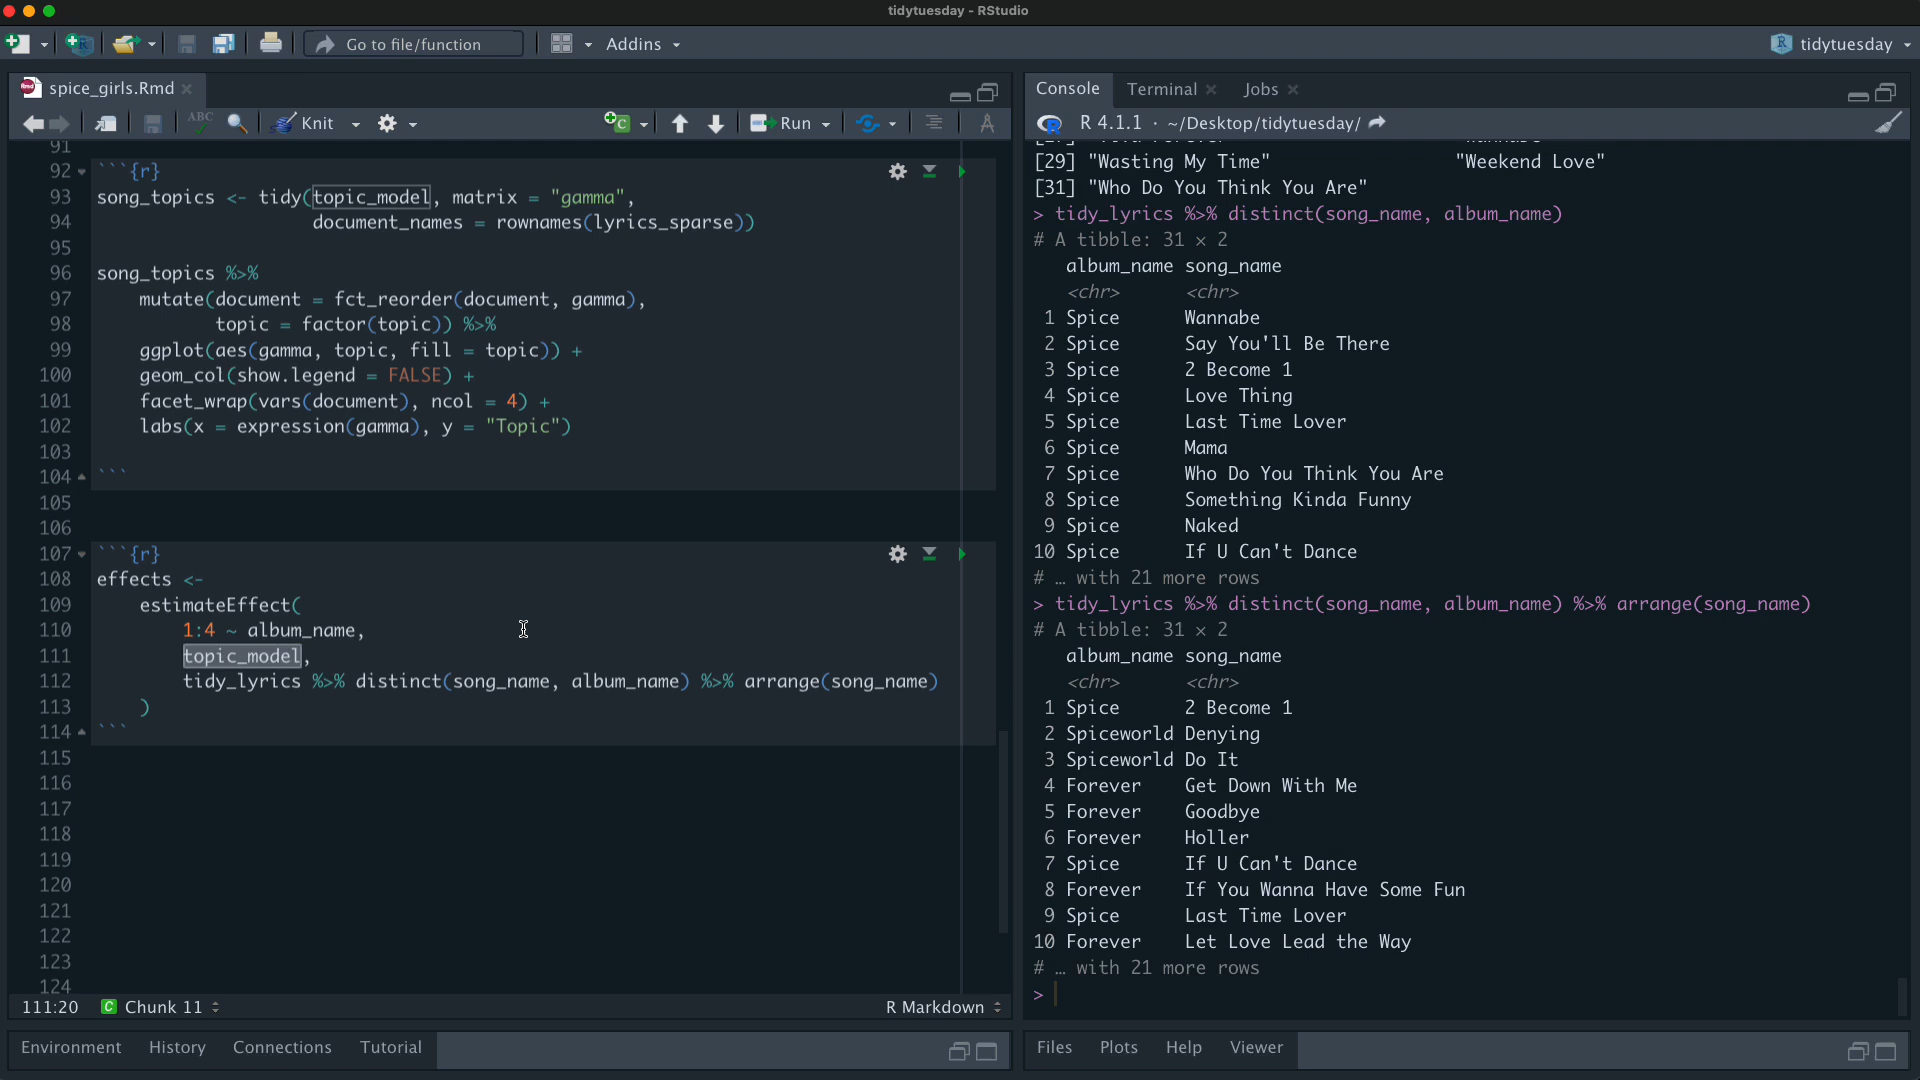 tidytuesday - RStudio
Go to file/function
Addins
tidytuesday
spice_girls.Rmd
ABC
Knit
Run
91
92 ```{r}
93 song_topics <- tidy(topic_model, matrix = "gamma",
94 document_names = rownames(lyrics_sparse))
95
96 song_topics %>%
97 mutate(document = fct_reorder(document, gamma),
98 topic = factor(topic)) %>%
99 ggplot(aes(gamma, topic, fill = topic)) +
100 geom_col(show.legend = FALSE) +
101 facet_wrap(vars(document), ncol = 4) +
102 labs(x = expression(gamma), y = "Topic")
103
104 ```
105
106
107 ```{r}
108 effects <-
109 estimateEffect(
110 1:4 ~ album_name,
111 topic_model,
112 tidy_lyrics %>% distinct(song_name, album_name) %>% arrange(song_name)
113 )
114 ```
115
116
117
118
119
120
121
122
123
124
111:20 C Chunk 11
R Markdown
Environment History Connections Tutorial
Console Terminal Jobs
R 4.1.1 · ~/Desktop/tidytuesday/
[29] "Wasting My Time" "Weekend Love"
[31] "Who Do You Think You Are"
> tidy_lyrics %>% distinct(song_name, album_name)
# A tibble: 31 × 2
album_name song_name
<chr> <chr>
1 Spice Wannabe
2 Spice Say You'll Be There
3 Spice 2 Become 1
4 Spice Love Thing
5 Spice Last Time Lover
6 Spice Mama
7 Spice Who Do You Think You Are
8 Spice Something Kinda Funny
9 Spice Naked
10 Spice If U Can't Dance
# … with 21 more rows
> tidy_lyrics %>% distinct(song_name, album_name) %>% arrange(song_name)
# A tibble: 31 × 2
album_name song_name
<chr> <chr>
1 Spice 2 Become 1
2 Spiceworld Denying
3 Spiceworld Do It
4 Forever Get Down With Me
5 Forever Goodbye
6 Forever Holler
7 Spice If U Can't Dance
8 Forever If You Wanna Have Some Fun
9 Spice Last Time Lover
10 Forever Let Love Lead the Way
# … with 21 more rows
>
Files Plots Help Viewer